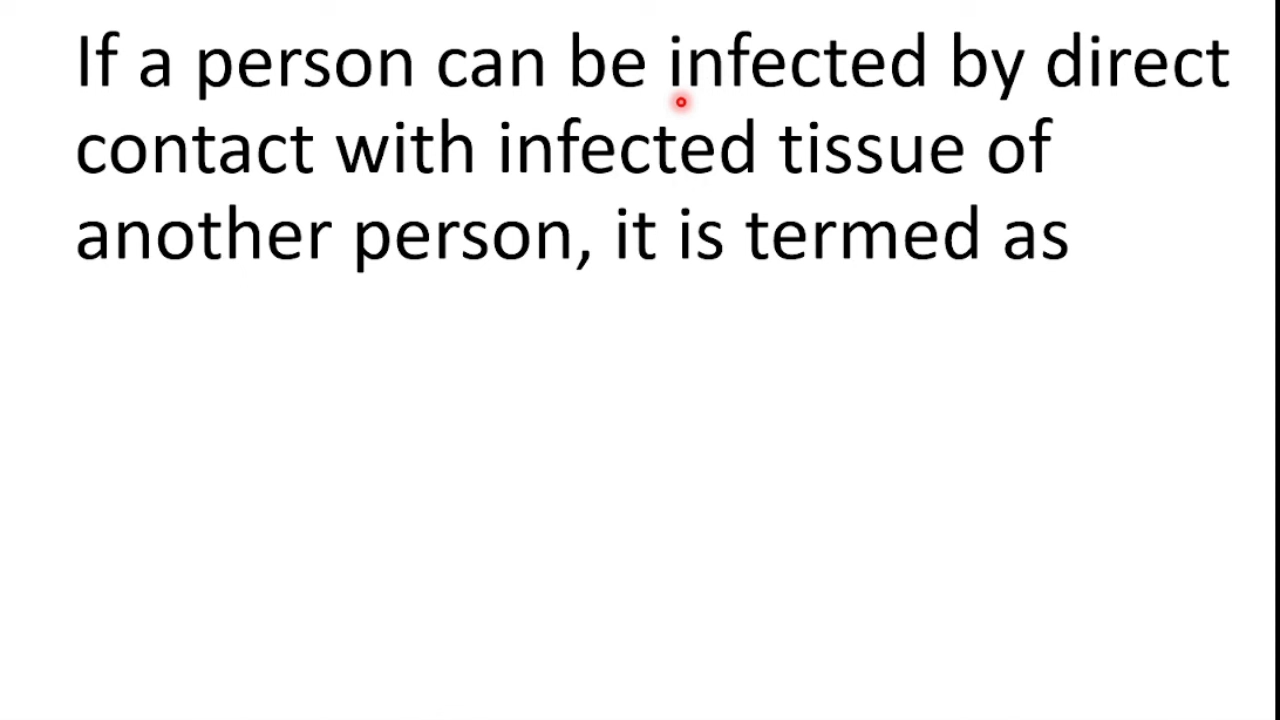 If a person can be infected by direct
contact with infected tissue of
another person, it is termed as